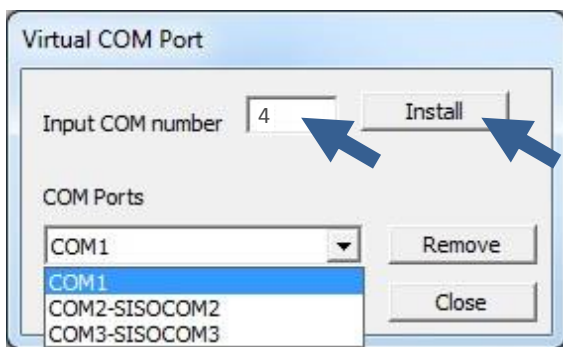 Virtual COM Port
Input COM number 4 Install
COM Ports
COM1 Remove
COM1
COM2-SISOCOM2 Close
COM3-SISOCOM3